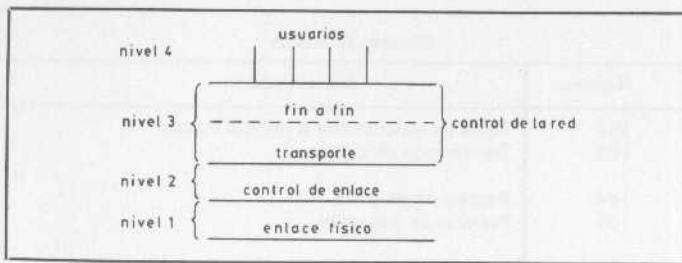 usuarios
nivel 4
fin a fin
nivel 3
control de la red
transporte
nivel 2
control de enlace
nivel 1
enlace físico